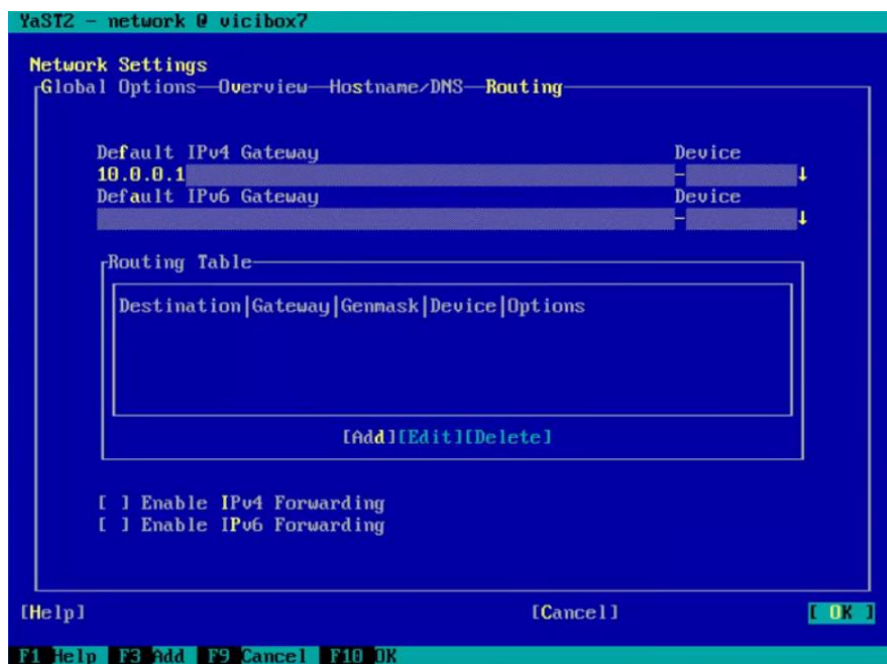 YaST2 - network @ vicibox7
Network Settings
Global Options—Overview—Hostname/DNS—Routing
Default IPv4 Gateway Device
10.0.0.1 -
Default IPv6 Gateway Device
-
Routing Table
Destination|Gateway|Genmask|Device|Options
[Add][Edit][Delete]
[ ] Enable IPv4 Forwarding
[ ] Enable IPv6 Forwarding
[Help] [Cancel] [ OK ]
F1 Help F3 Add F9 Cancel F10 OK